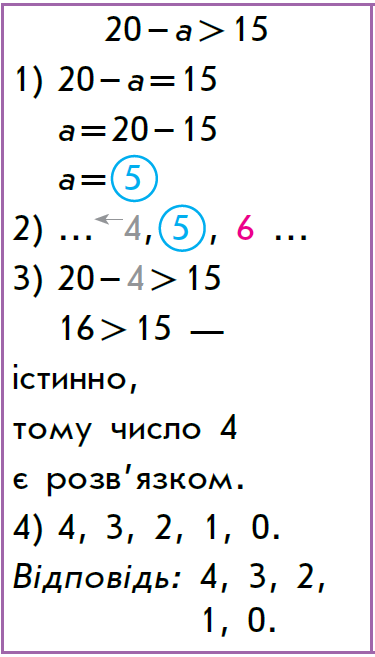 20 − a > 15
1) 20 − a = 15
a = 20 − 15
a = 5
2) ... ← 4, 5, 6 ...
3) 20 − 4 > 15
16 > 15 —
істинно,
тому число 4
є розв'язком.
4) 4, 3, 2, 1, 0.
Відповідь: 4, 3, 2,
1, 0.